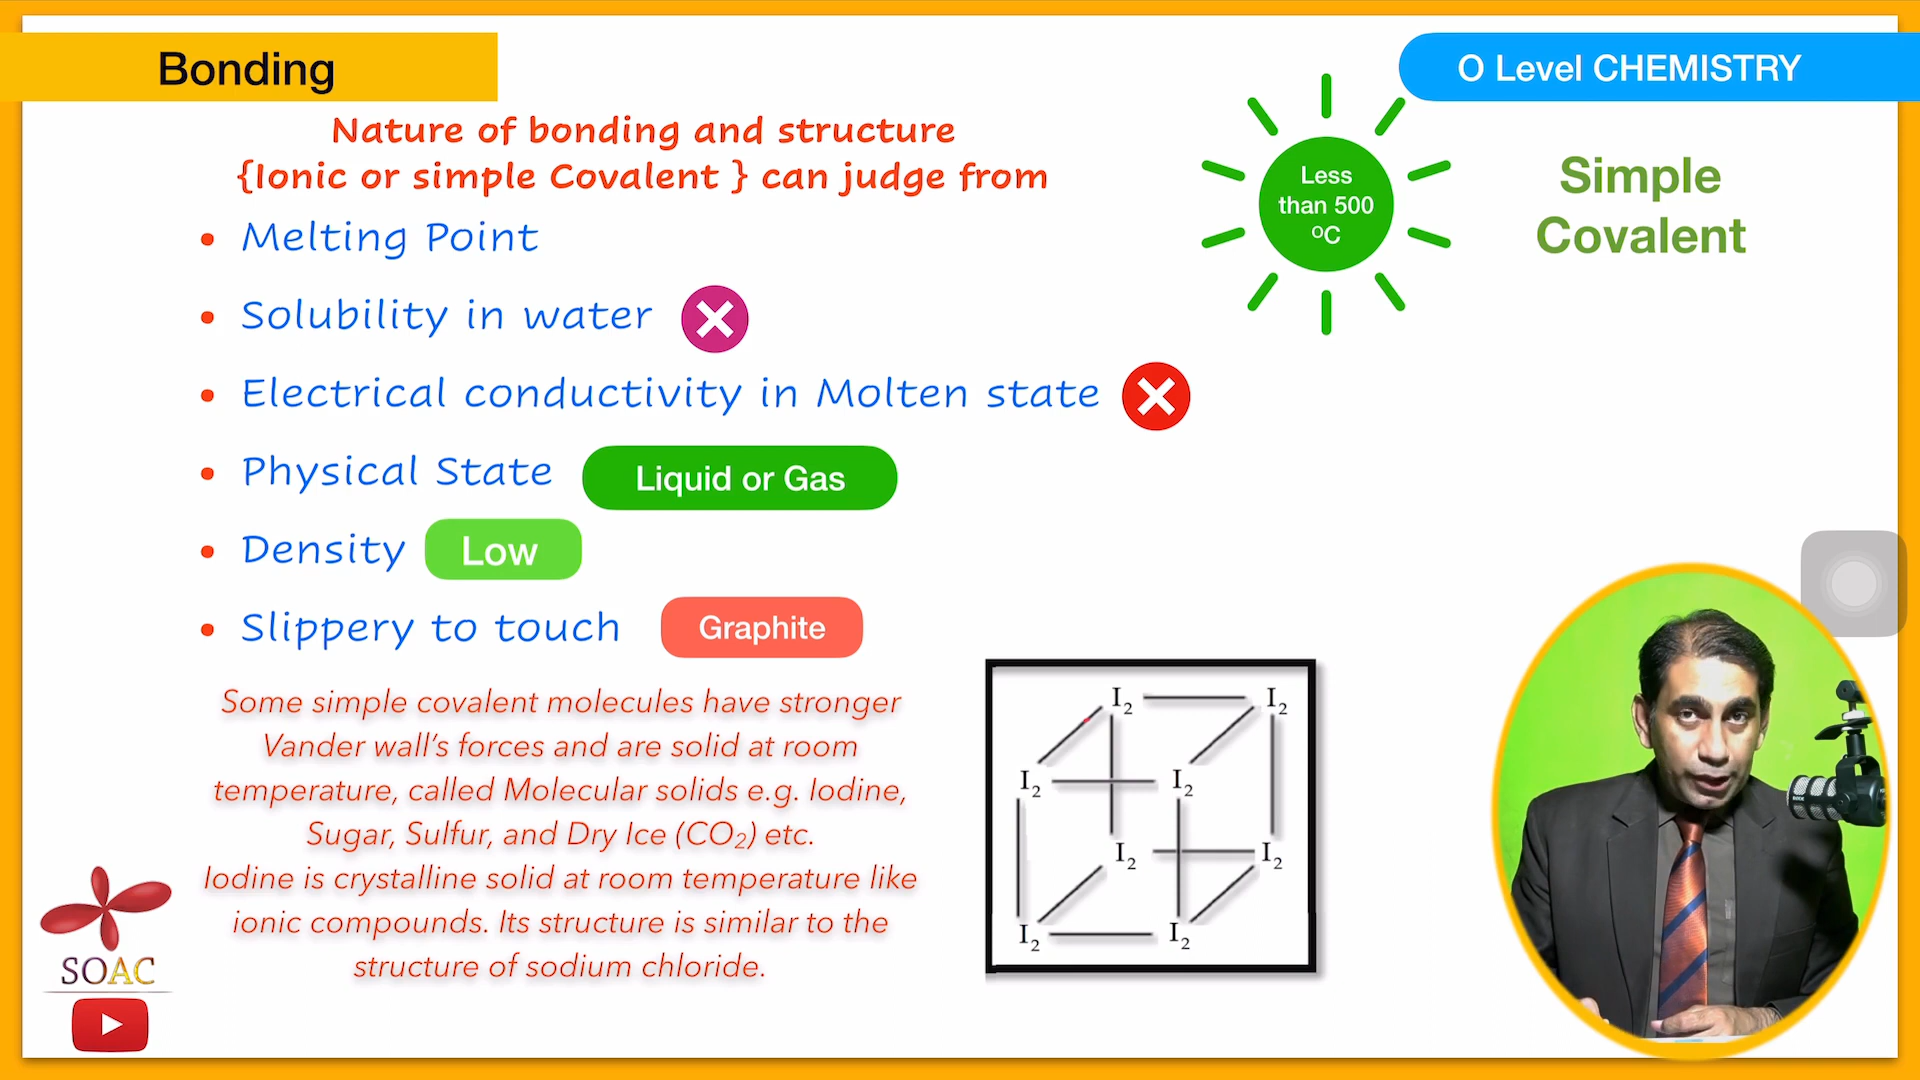 Bonding
O Level CHEMISTRY
Nature of bonding and structure
{Ionic or simple Covalent } can judge from
Less
than 500
ºC
Simple
Covalent
• Melting Point
• Solubility in water
• Electrical conductivity in Molten state
• Physical State
Liquid or Gas
• Density
Low
• Slippery to touch
Graphite
Some simple covalent molecules have stronger
Vander wall’s forces and are solid at room
temperature, called Molecular solids e.g. Iodine,
Sugar, Sulfur, and Dry Ice (CO₂) etc.
Iodine is crystalline solid at room temperature like
ionic compounds. Its structure is similar to the
structure of sodium chloride.
I₂ I₂
I₂ I₂
I₂ I₂
I₂ I₂
SOAC